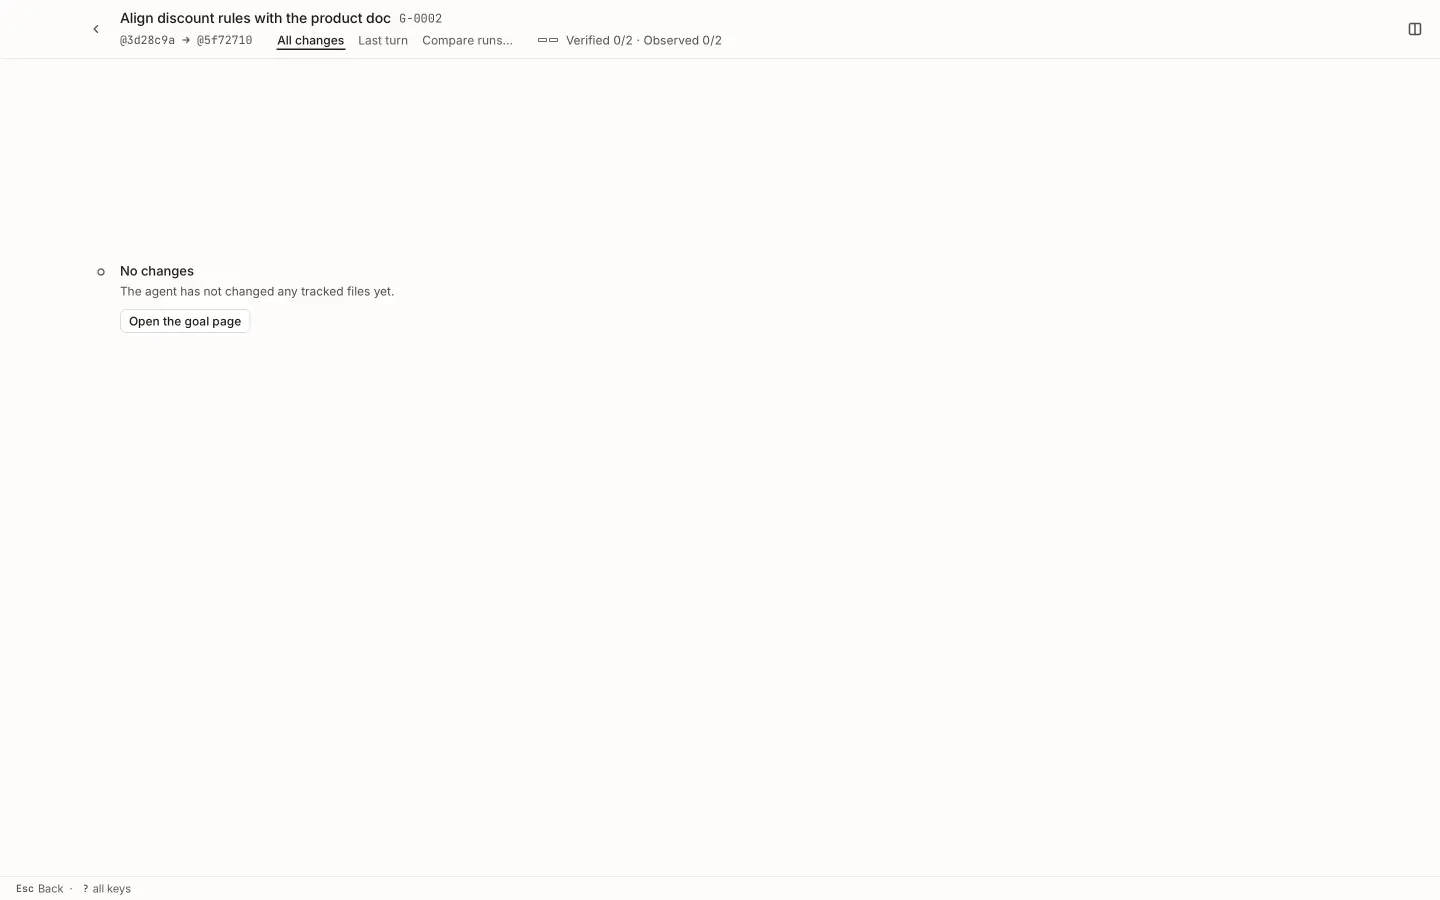 Align discount rules with the product doc G-0002
@3d28c9a → @5f72710 All changes Last turn Compare runs... Verified 0/2 · Observed 0/2
No changes
The agent has not changed any tracked files yet.
Open the goal page
Esc Back · ? all keys